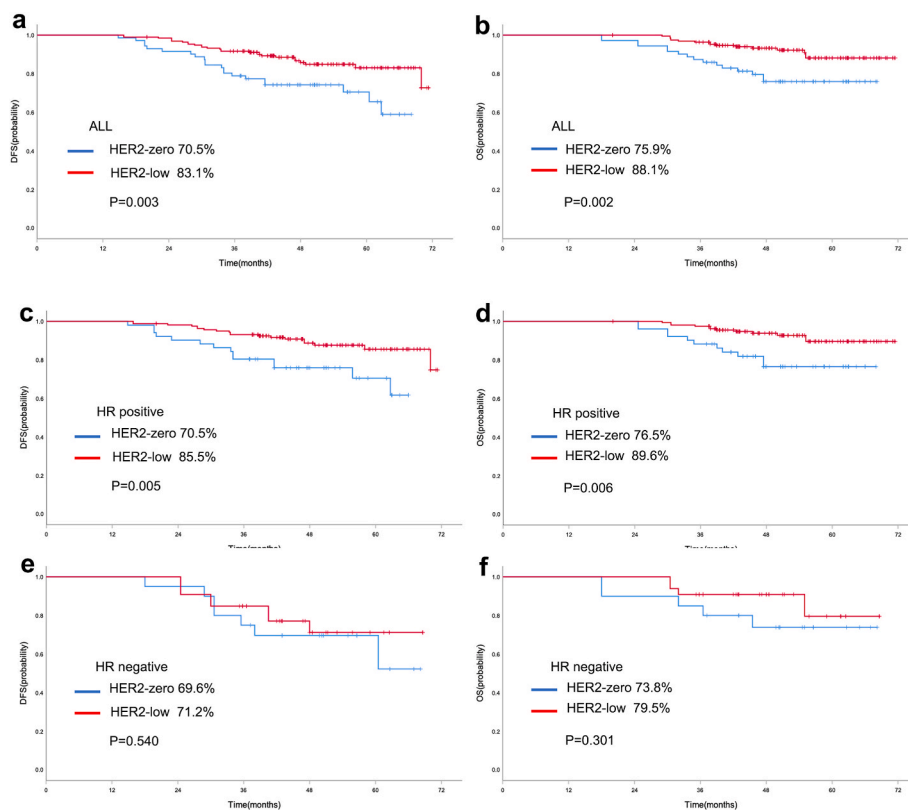 a
DFS(probability)
1.0
0.8
0.6
0.4
0.2
0.0
ALL
HER2-zero 70.5%
HER2-low 83.1%
P=0.003
0 12 24 36 48 60 72
Time(months)
b
OS(probability)
1.0
0.8
0.6
0.4
0.2
0.0
ALL
HER2-zero 75.9%
HER2-low 88.1%
P=0.002
0 12 24 36 48 60 72
Time(months)
c
DFS(probability)
1.0
0.8
0.6
0.4
0.2
0.0
HR positive
HER2-zero 70.5%
HER2-low 85.5%
P=0.005
0 12 24 36 48 60 72
Time(months)
d
OS(probability)
1.0
0.8
0.6
0.4
0.2
0.0
HR positive
HER2-zero 76.5%
HER2-low 89.6%
P=0.006
0 12 24 36 48 60 72
Time(months)
e
DFS(probability)
1.0
0.8
0.6
0.4
0.2
0.0
HR negative
HER2-zero 69.6%
HER2-low 71.2%
P=0.540
0 12 24 36 48 60 72
Time(months)
f
OS(probability)
1.0
0.8
0.6
0.4
0.2
0.0
HR negative
HER2-zero 73.8%
HER2-low 79.5%
P=0.301
0 12 24 36 48 60 72
Time(months)